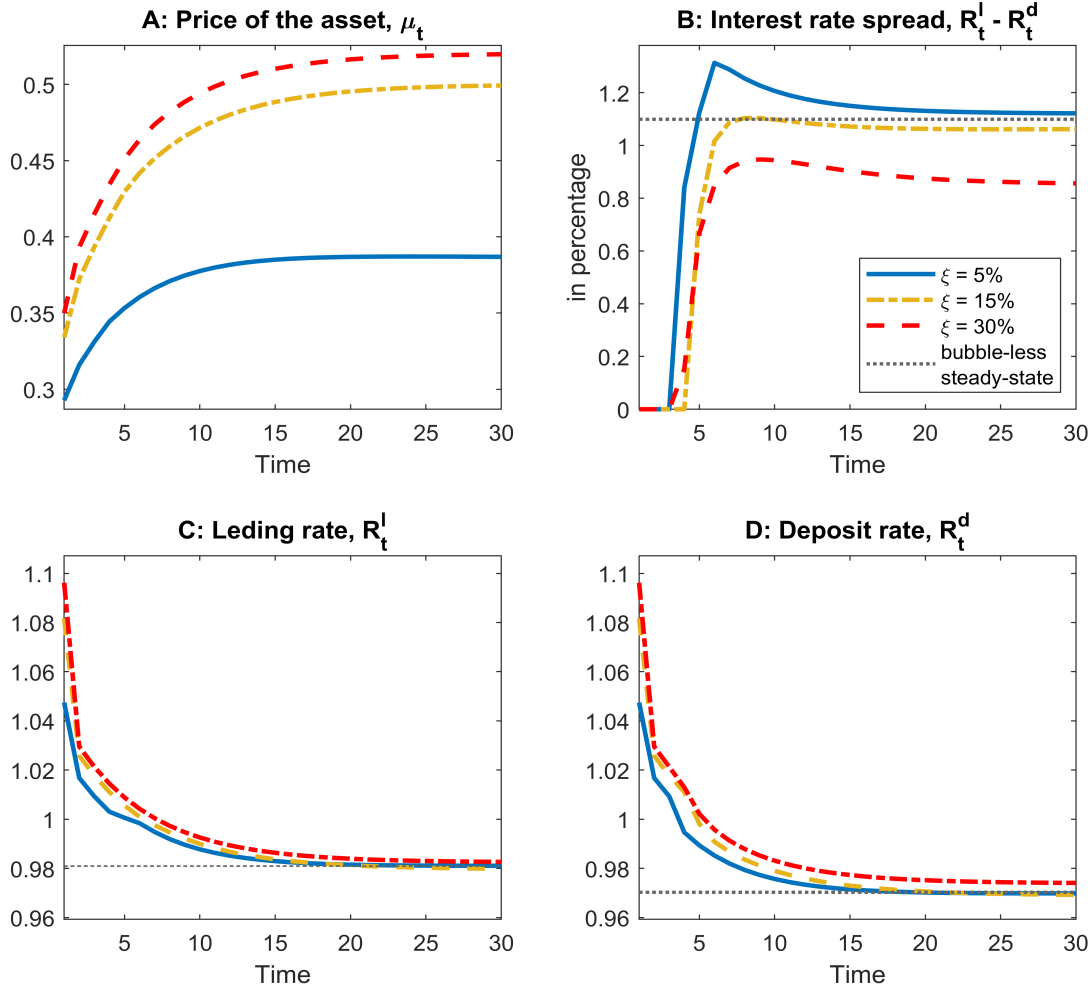 A: Price of the asset, μt
0.5
0.45
0.4
0.35
0.3
5 10 15 20 25 30
Time
B: Interest rate spread, Rtl - Rtd
in percentage
1.2
1
0.8
0.6
0.4
0.2
0
ξ = 5%
ξ = 15%
ξ = 30%
bubble-less
steady-state
5 10 15 20 25 30
Time
C: Leding rate, Rtl
1.1
1.08
1.06
1.04
1.02
1
0.98
0.96
5 10 15 20 25 30
Time
D: Deposit rate, Rtd
1.1
1.08
1.06
1.04
1.02
1
0.98
0.96
5 10 15 20 25 30
Time